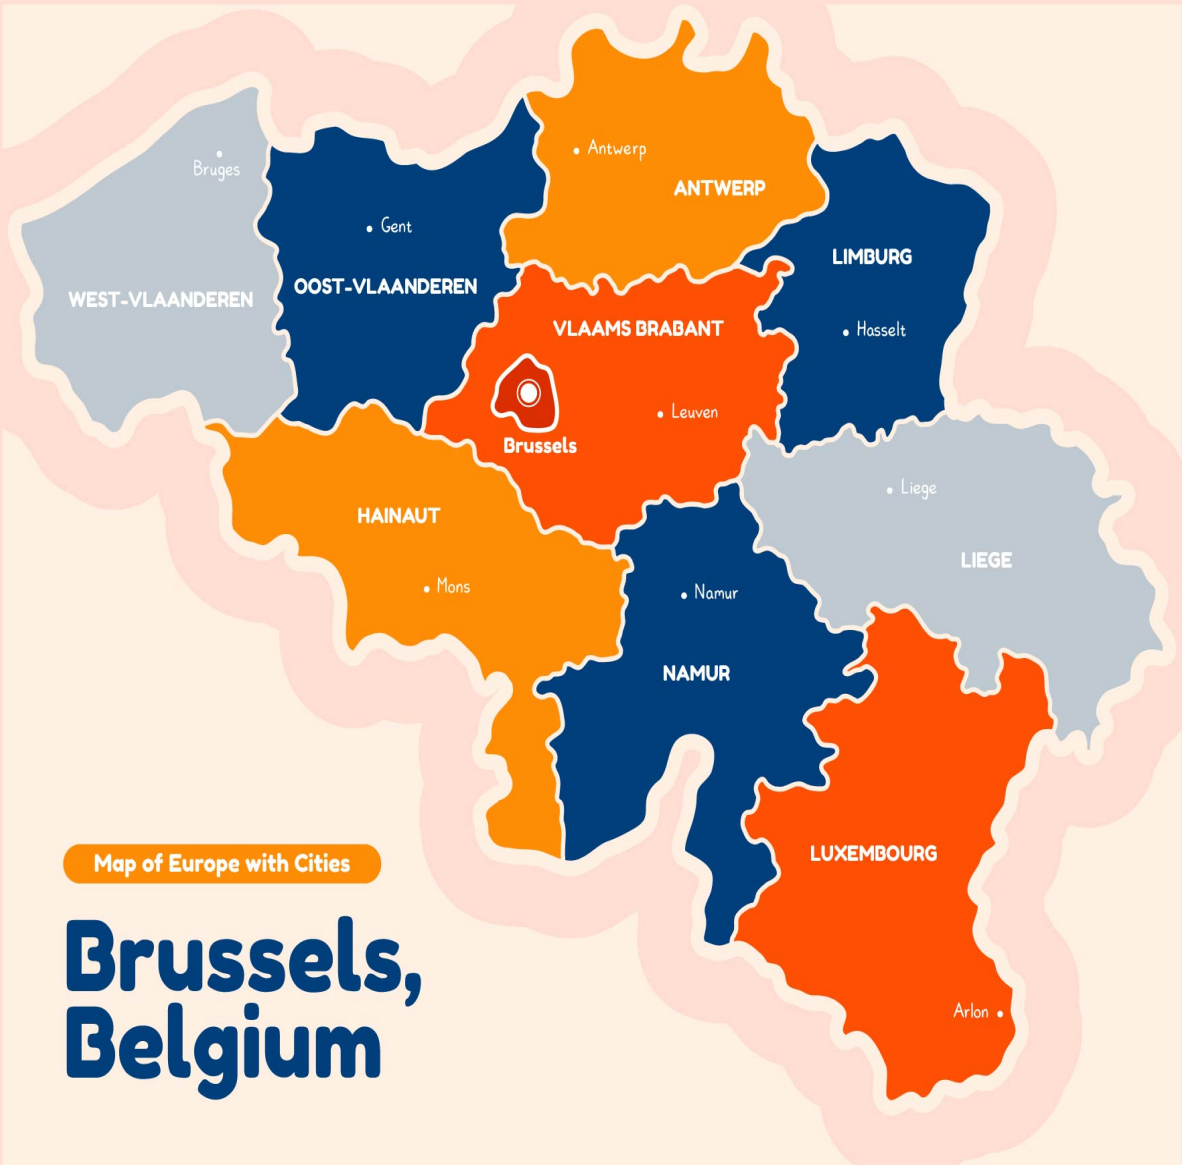 Antwerp
Bruges
ANTWERP
Gent
LIMBURG
OOST-VLAANDEREN
WEST-VLAANDEREN
VLAAMS BRABANT
Hasselt
Leuven
Brussels
Liege
HAINAUT
LIEGE
Mons
Namur
NAMUR
LUXEMBOURG
Map of Europe with Cities
Brussels,
Belgium
Arlon